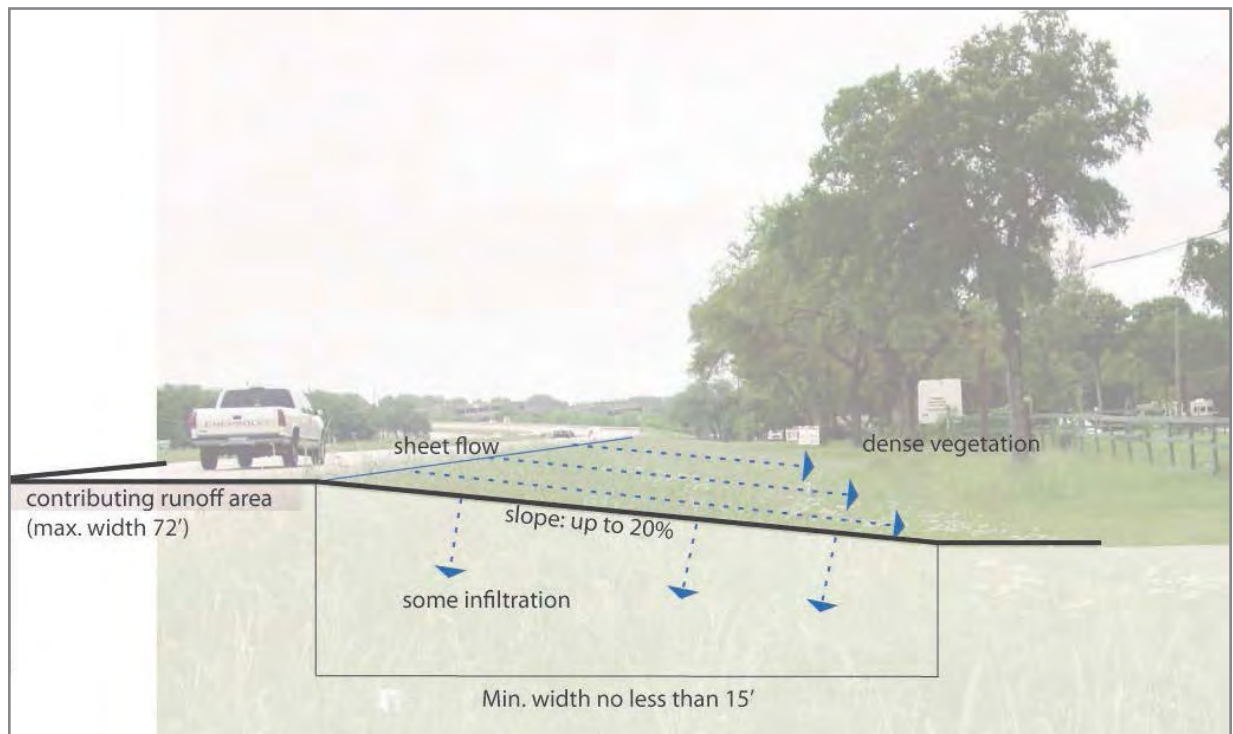 CHEVROLET
sheet flow
dense vegetation
contributing runoff area
(max. width 72')
slope: up to 20%
some infiltration
Min. width no less than 15'